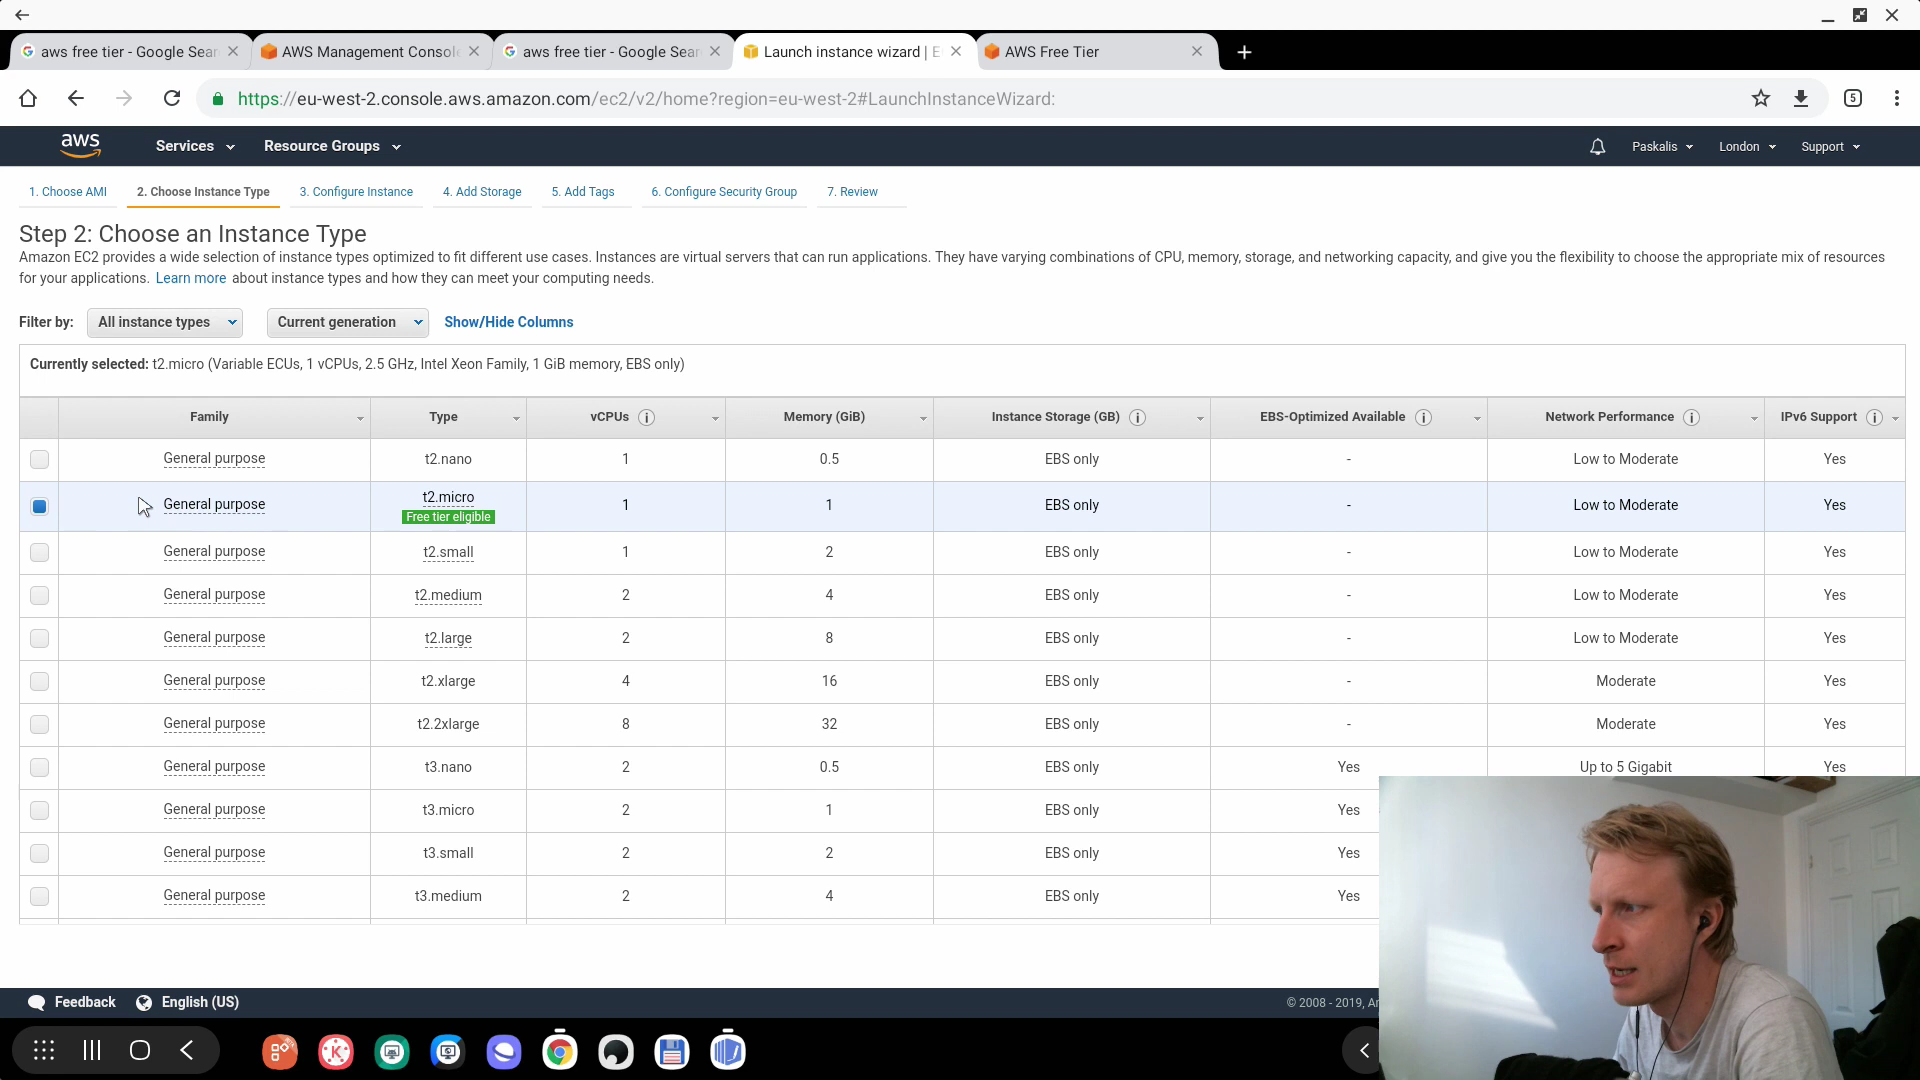 aws free tier - Google Sear
AWS Management Console
aws free tier - Google Sear
Launch instance wizard | E
AWS Free Tier
https://eu-west-2.console.aws.amazon.com/ec2/v2/home?region=eu-west-2#LaunchInstanceWizard:
5
aws
Services
Resource Groups
Paskalis
London
Support
1. Choose AMI
2. Choose Instance Type
3. Configure Instance
4. Add Storage
5. Add Tags
6. Configure Security Group
7. Review
Step 2: Choose an Instance Type
Amazon EC2 provides a wide selection of instance types optimized to fit different use cases. Instances are virtual servers that can run applications. They have varying combinations of CPU, memory, storage, and networking capacity, and give you the flexibility to choose the appropriate mix of resources
for your applications. Learn more about instance types and how they can meet your computing needs.
Filter by: All instance types Current generation Show/Hide Columns
Currently selected: t2.micro (Variable ECUs, 1 vCPUs, 2.5 GHz, Intel Xeon Family, 1 GiB memory, EBS only)
Family Type vCPUs Memory (GiB) Instance Storage (GB) EBS-Optimized Available Network Performance IPv6 Support
General purpose t2.nano 1 0.5 EBS only - Low to Moderate Yes
General purpose t2.micro 1 1 EBS only - Low to Moderate Yes
Free tier eligible
General purpose t2.small 1 2 EBS only - Low to Moderate Yes
General purpose t2.medium 2 4 EBS only - Low to Moderate Yes
General purpose t2.large 2 8 EBS only - Low to Moderate Yes
General purpose t2.xlarge 4 16 EBS only - Moderate Yes
General purpose t2.2xlarge 8 32 EBS only - Moderate Yes
General purpose t3.nano 2 0.5 EBS only Yes Up to 5 Gigabit Yes
General purpose t3.micro 2 1 EBS only Yes
General purpose t3.small 2 2 EBS only Yes
General purpose t3.medium 2 4 EBS only Yes
Feedback
English (US)
© 2008 - 2019, A